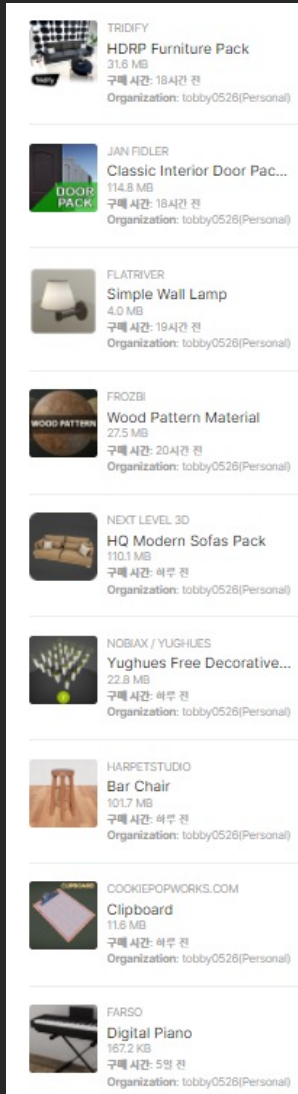 Tridify
TRIDIFY
HDRP Furniture Pack
31.6 MB
구매 시간: 18시간 전
Organization: tobby0526(Personal)
DOOR
PACK
JAN FIDLER
Classic Interior Door Pac...
114.8 MB
구매 시간: 18시간 전
Organization: tobby0526(Personal)
FLATRIVER
Simple Wall Lamp
4.0 MB
구매 시간: 19시간 전
Organization: tobby0526(Personal)
WOOD PATTERN
FROZBI
Wood Pattern Material
27.5 MB
구매 시간: 20시간 전
Organization: tobby0526(Personal)
NEXT LEVEL 3D
HQ Modern Sofas Pack
110.1 MB
구매 시간: 하루 전
Organization: tobby0526(Personal)
NOBIAX / YUGHUES
Yughues Free Decorative...
22.8 MB
구매 시간: 하루 전
Organization: tobby0526(Personal)
HARPETSTUDIO
Bar Chair
101.7 MB
구매 시간: 하루 전
Organization: tobby0526(Personal)
CLIPBOARD
COOKIEPOPWORKS.COM
Clipboard
11.6 MB
구매 시간: 하루 전
Organization: tobby0526(Personal)
FARSO
Digital Piano
167.2 KB
구매 시간: 5일 전
Organization: tobby0526(Personal)